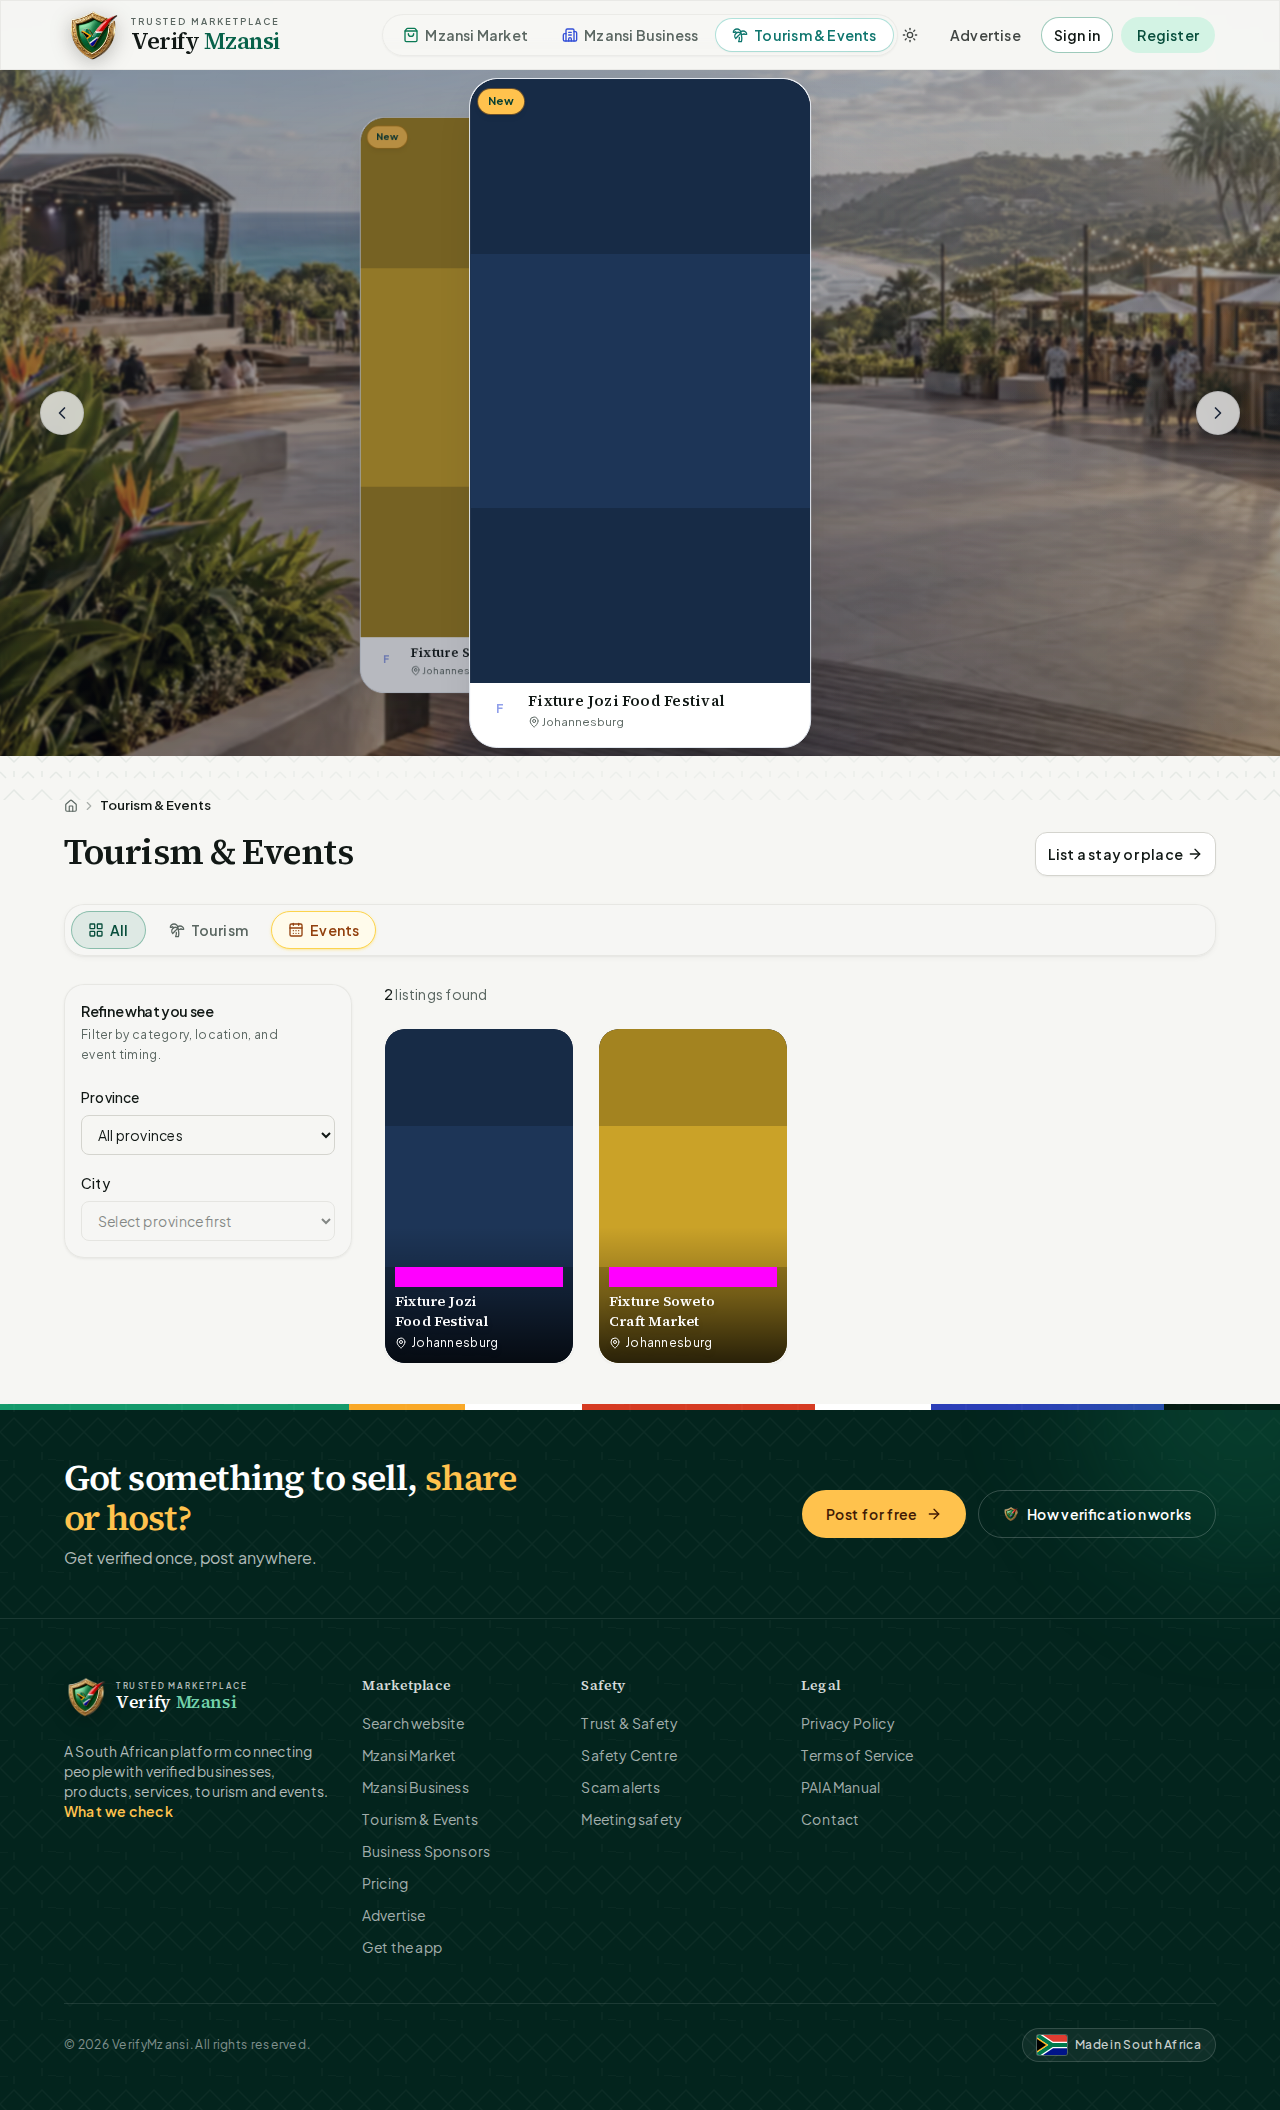 TRUSTED MARKETPLACE
Verify Mzansi
Mzansi Market
Mzansi Business
Tourism & Events
Advertise
Sign in
Register
New
New
Fixture S
Johannes
F
Fixture Jozi Food Festival
F
Johannesburg
Tourism & Events
Tourism & Events
List a stay or place
All
Tourism
Events
Refine what you see
Filter by category, location, and
event timing.
Province
All provinces
City
Select province first
2 listings found
Fixture Jozi
Food Festival
Johannesburg
Fixture Soweto
Craft Market
Johannesburg
Got something to sell, share
or host?
Get verified once, post anywhere.
Post for free
How verification works
TRUSTED MARKETPLACE
Verify Mzansi
A South African platform connecting
people with verified businesses,
products, services, tourism and events.
What we check
Marketplace
Search website
Mzansi Market
Mzansi Business
Tourism & Events
Business Sponsors
Pricing
Advertise
Get the app
Safety
Trust & Safety
Safety Centre
Scam alerts
Meeting safety
Legal
Privacy Policy
Terms of Service
PAIA Manual
Contact
© 2026 VerifyMzansi. All rights reserved.
Made in South Africa